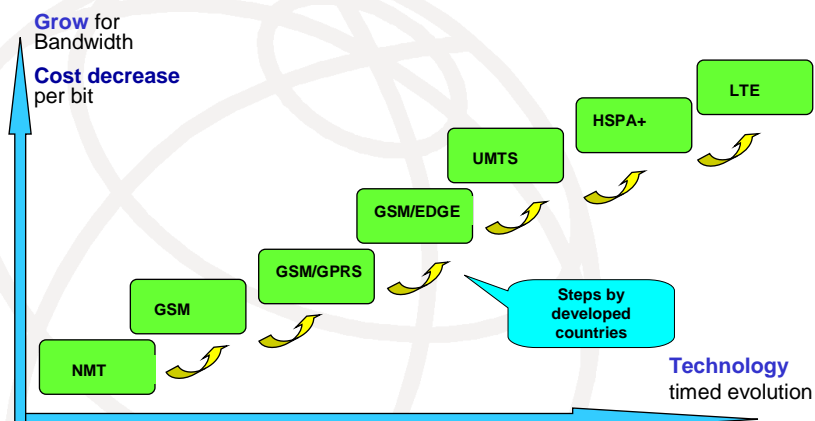 Grow for
Bandwidth
Cost decrease
per bit
LTE
HSPA+
UMTS
GSM/EDGE
GSM/GPRS
GSM
NMT
Steps by
developed
countries
Technology
timed evolution